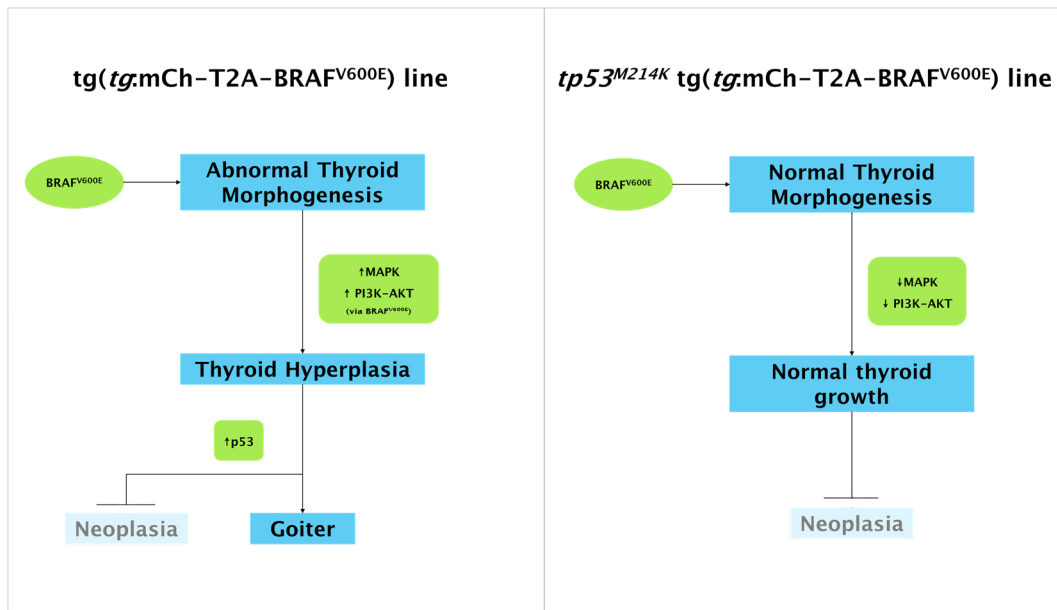 tg(tg:mCh-T2A-BRAFV600E) line
BRAFV600E
Abnormal Thyroid
Morphogenesis
↑MAPK
↑ PI3K-AKT
(via BRAFV600E)
Thyroid Hyperplasia
↑p53
Neoplasia
Goiter
tp53M214K tg(tg:mCh-T2A-BRAFV600E) line
BRAFV600E
Normal Thyroid
Morphogenesis
↓MAPK
↓ PI3K-AKT
Normal thyroid
growth
Neoplasia